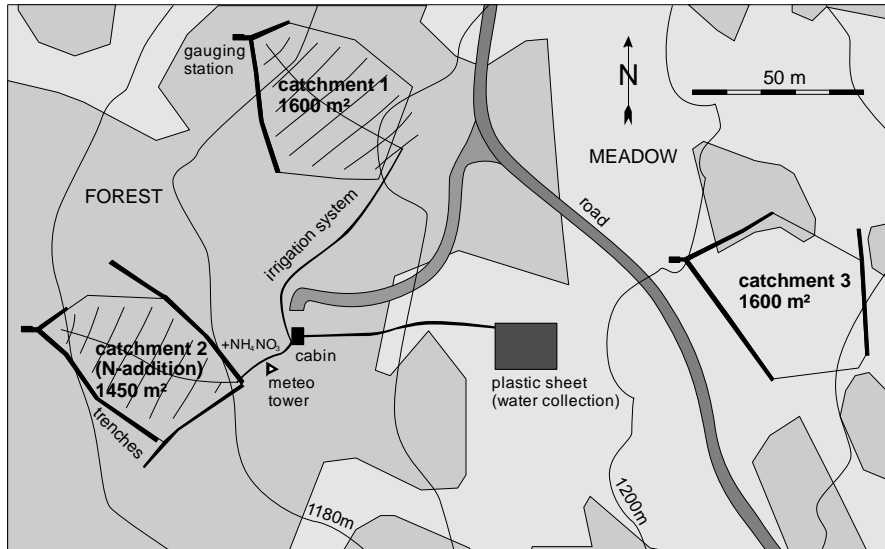 gauging
station
catchment 1
1600 m²
N
50 m
MEADOW
FOREST
road
irrigation system
catchment 3
1600 m²
+NH₄NO₃
cabin
catchment 2
(N-addition)
1450 m²
meteo
tower
plastic sheet
(water collection)
trenches
1180m
1200m